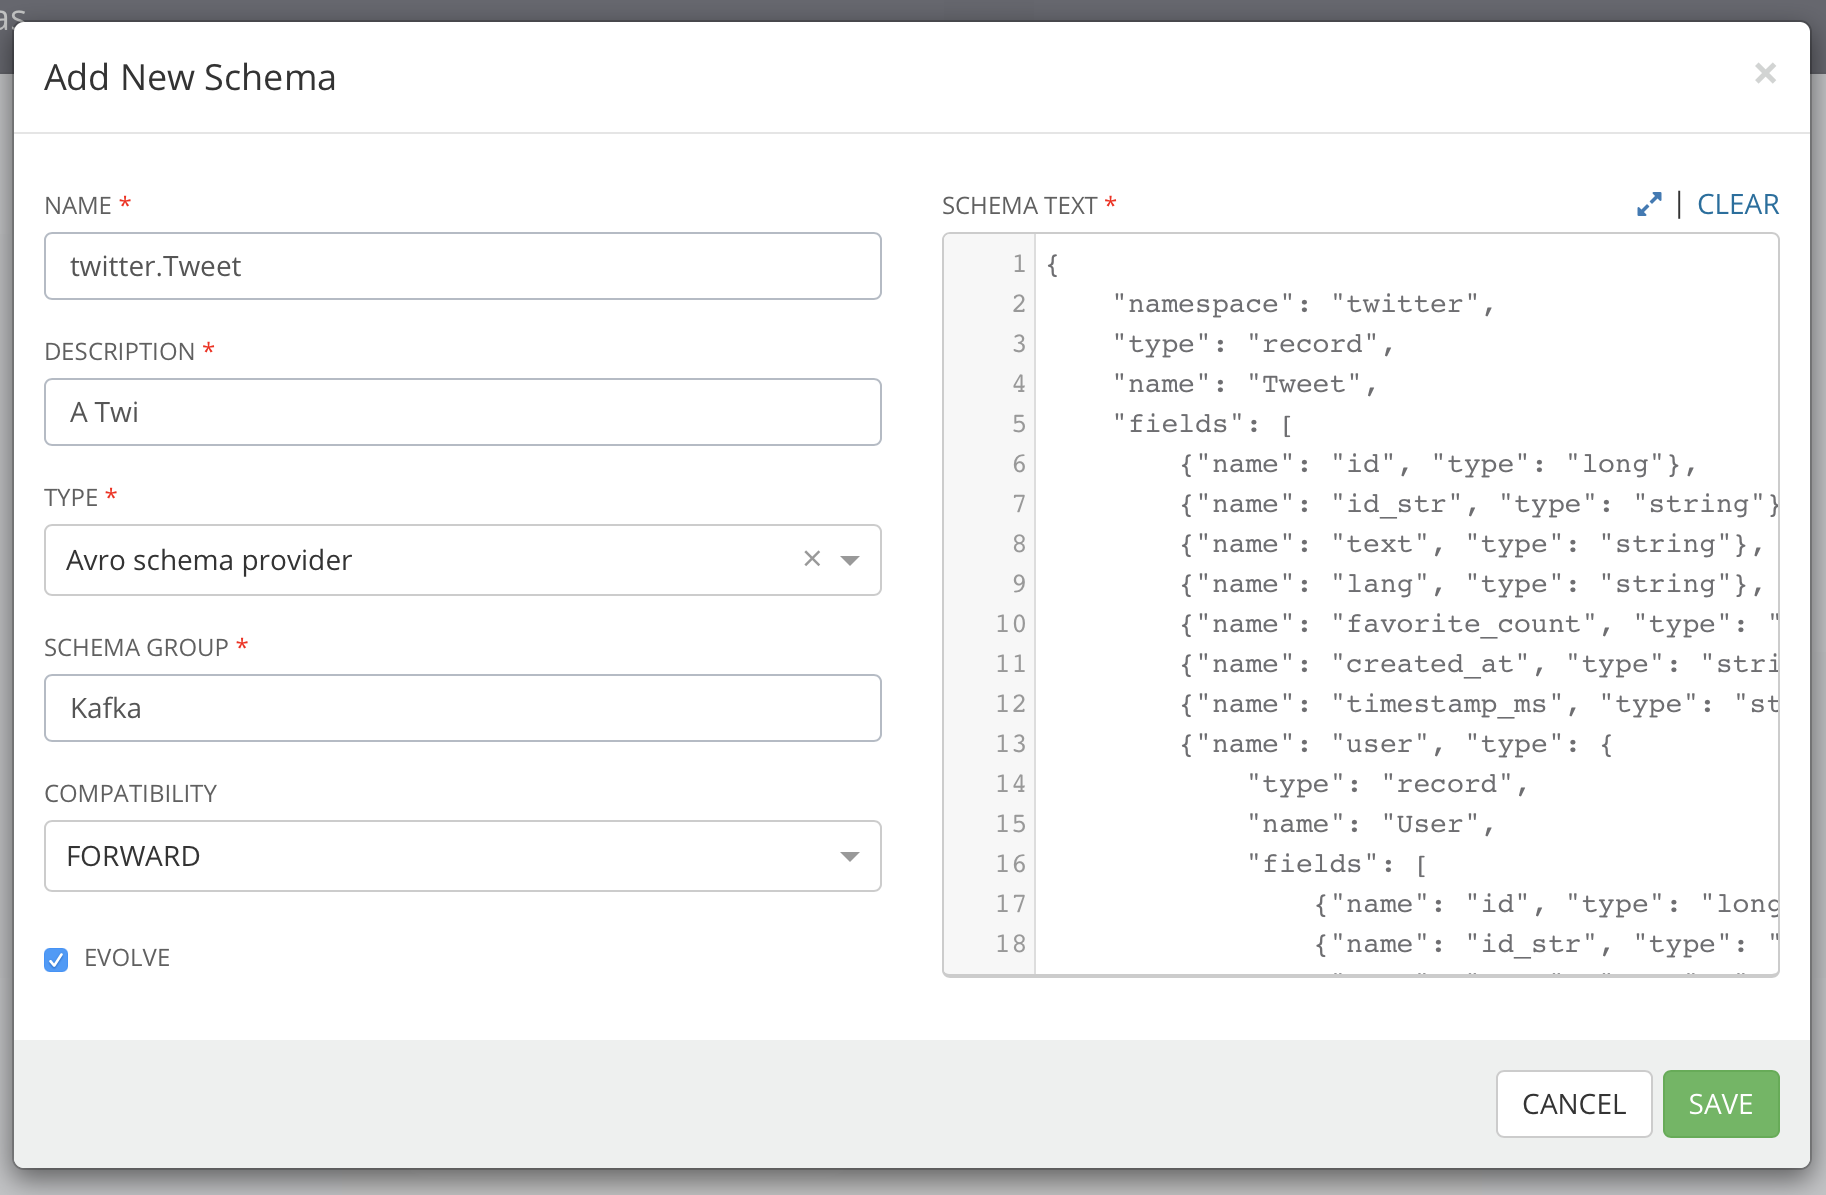 as
Add New Schema
×
NAME *
twitter.Tweet
DESCRIPTION *
A Twi
TYPE *
Avro schema provider
SCHEMA GROUP *
Kafka
COMPATIBILITY
FORWARD
EVOLVE
SCHEMA TEXT *
| CLEAR
1 {
2 "namespace": "twitter",
3 "type": "record",
4 "name": "Tweet",
5 "fields": [
6 {"name": "id", "type": "long"},
7 {"name": "id_str", "type": "string"}
8 {"name": "text", "type": "string"},
9 {"name": "lang", "type": "string"},
10 {"name": "favorite_count", "type": "
11 {"name": "created_at", "type": "stri
12 {"name": "timestamp_ms", "type": "st
13 {"name": "user", "type": {
14 "type": "record",
15 "name": "User",
16 "fields": [
17 {"name": "id", "type": "long
18 {"name": "id_str", "type": "
CANCEL
SAVE